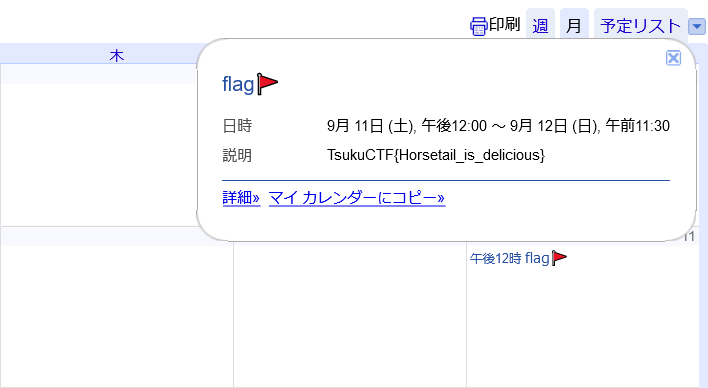 印刷 週 月 予定リスト
木
flag
日時 9月 11日 (土), 午後12:00 ～ 9月 12日 (日), 午前11:30
説明 TsukuCTF{Horsetail_is_delicious}
詳細» マイ カレンダーにコピー»
11
午後12時 flag